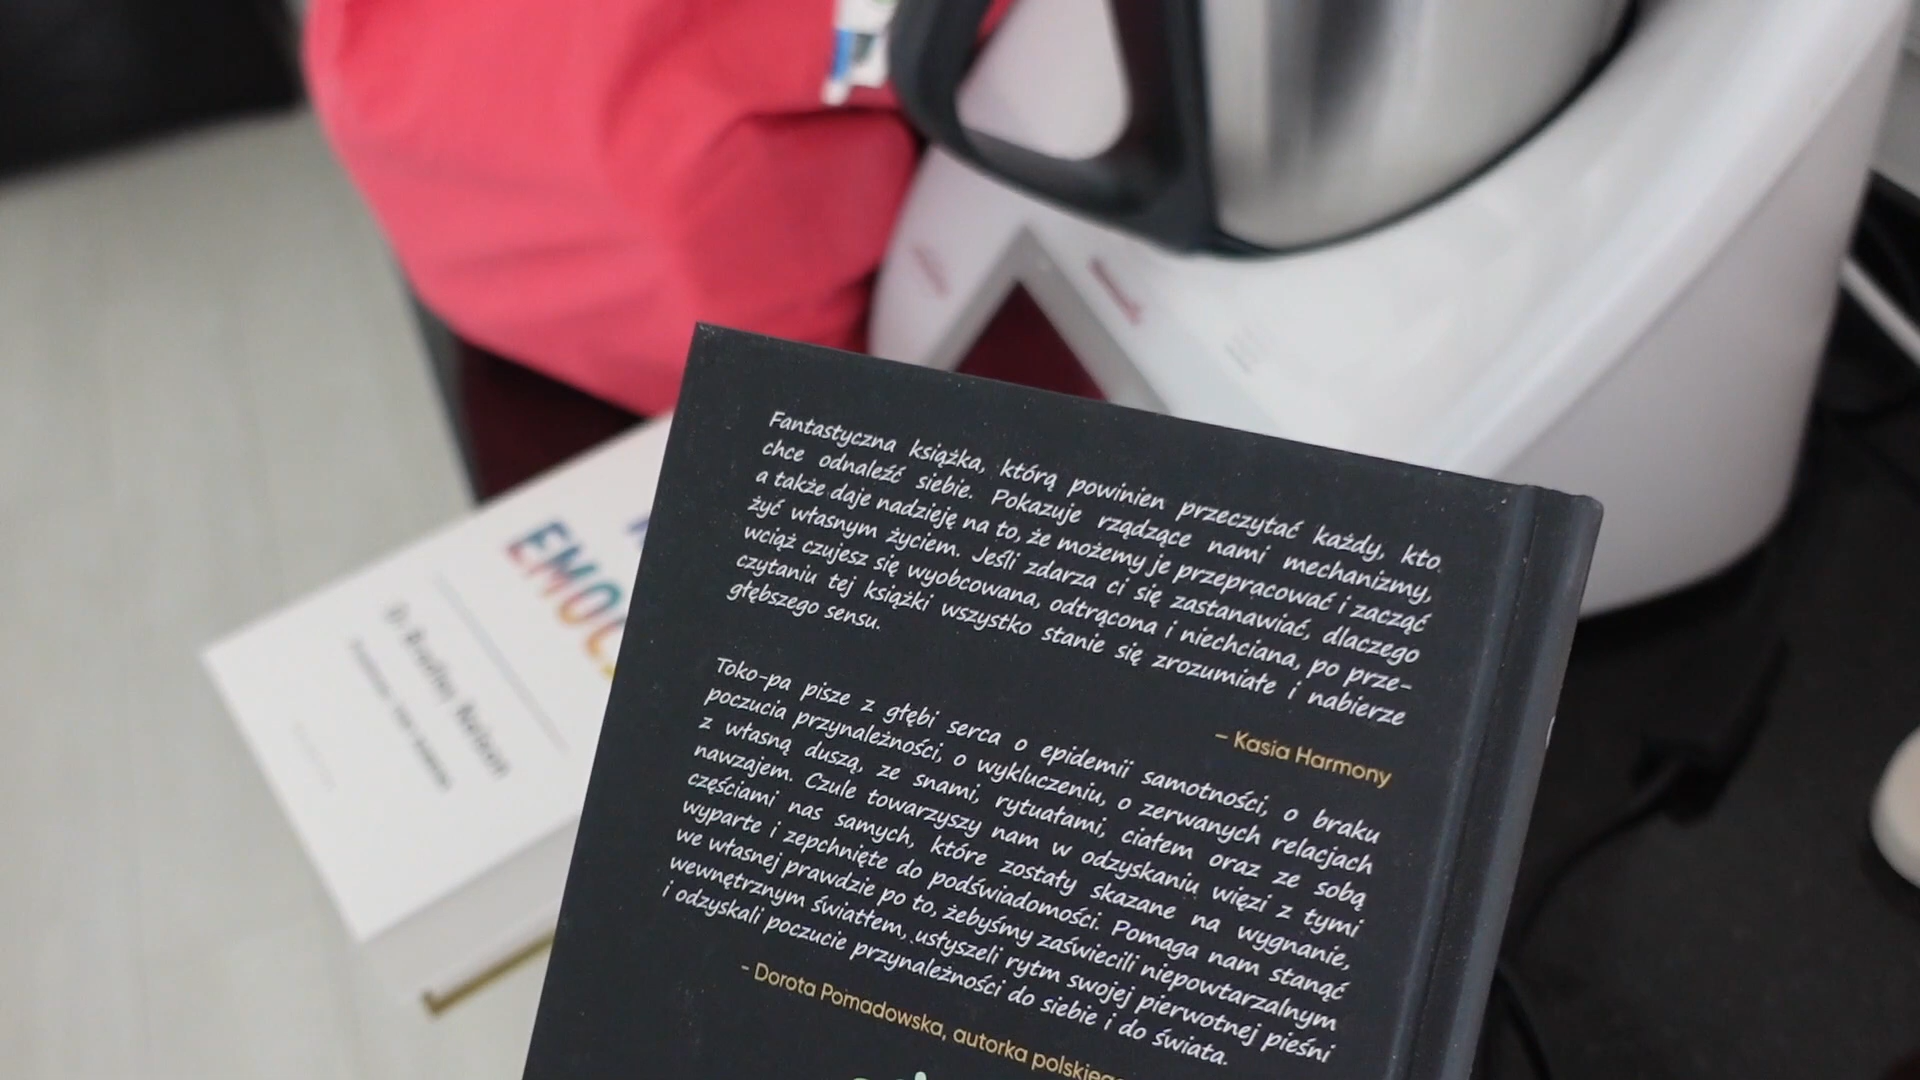 Fantastyczna książka, którą powinien przeczytać każdy, kto
chce odnaleźć siebie. Pokazuje rządzące nami mechanizmy,
a także daje nadzieję na to, że możemy je przepracować i zacząć
żyć własnym życiem. Jeśli zdarza ci się zastanawiać, dlaczego
wciąż czujesz się wyobcowana, odtrącona i niechciana, po prze-
czytaniu tej książki wszystko stanie się zrozumiałe i nabierze
głębszego sensu.
– Kasia Harmony
Toko-pa pisze z głębi serca o epidemii samotności, o braku
poczucia przynależności, o wykluczeniu, o zerwanych relacjach
z własną duszą, ze snami, rytuałami, ciałem oraz ze sobą
nawzajem. Czule towarzyszy nam w odzyskaniu więzi z tymi
częściami nas samych, które zostały skazane na wygnanie,
wyparte i zepchnięte do podświadomości. Pomaga nam stanąć
we własnej prawdzie po to, żebyśmy zaświecili niepowtarzalnym
wewnętrznym światłem, usłyszeli rytm swojej pierwotnej pieśni
i odzyskali poczucie przynależności do siebie i do świata.
- Dorota Pomadowska, autorka polskiego
EMOC
Dr Bradley Nelson